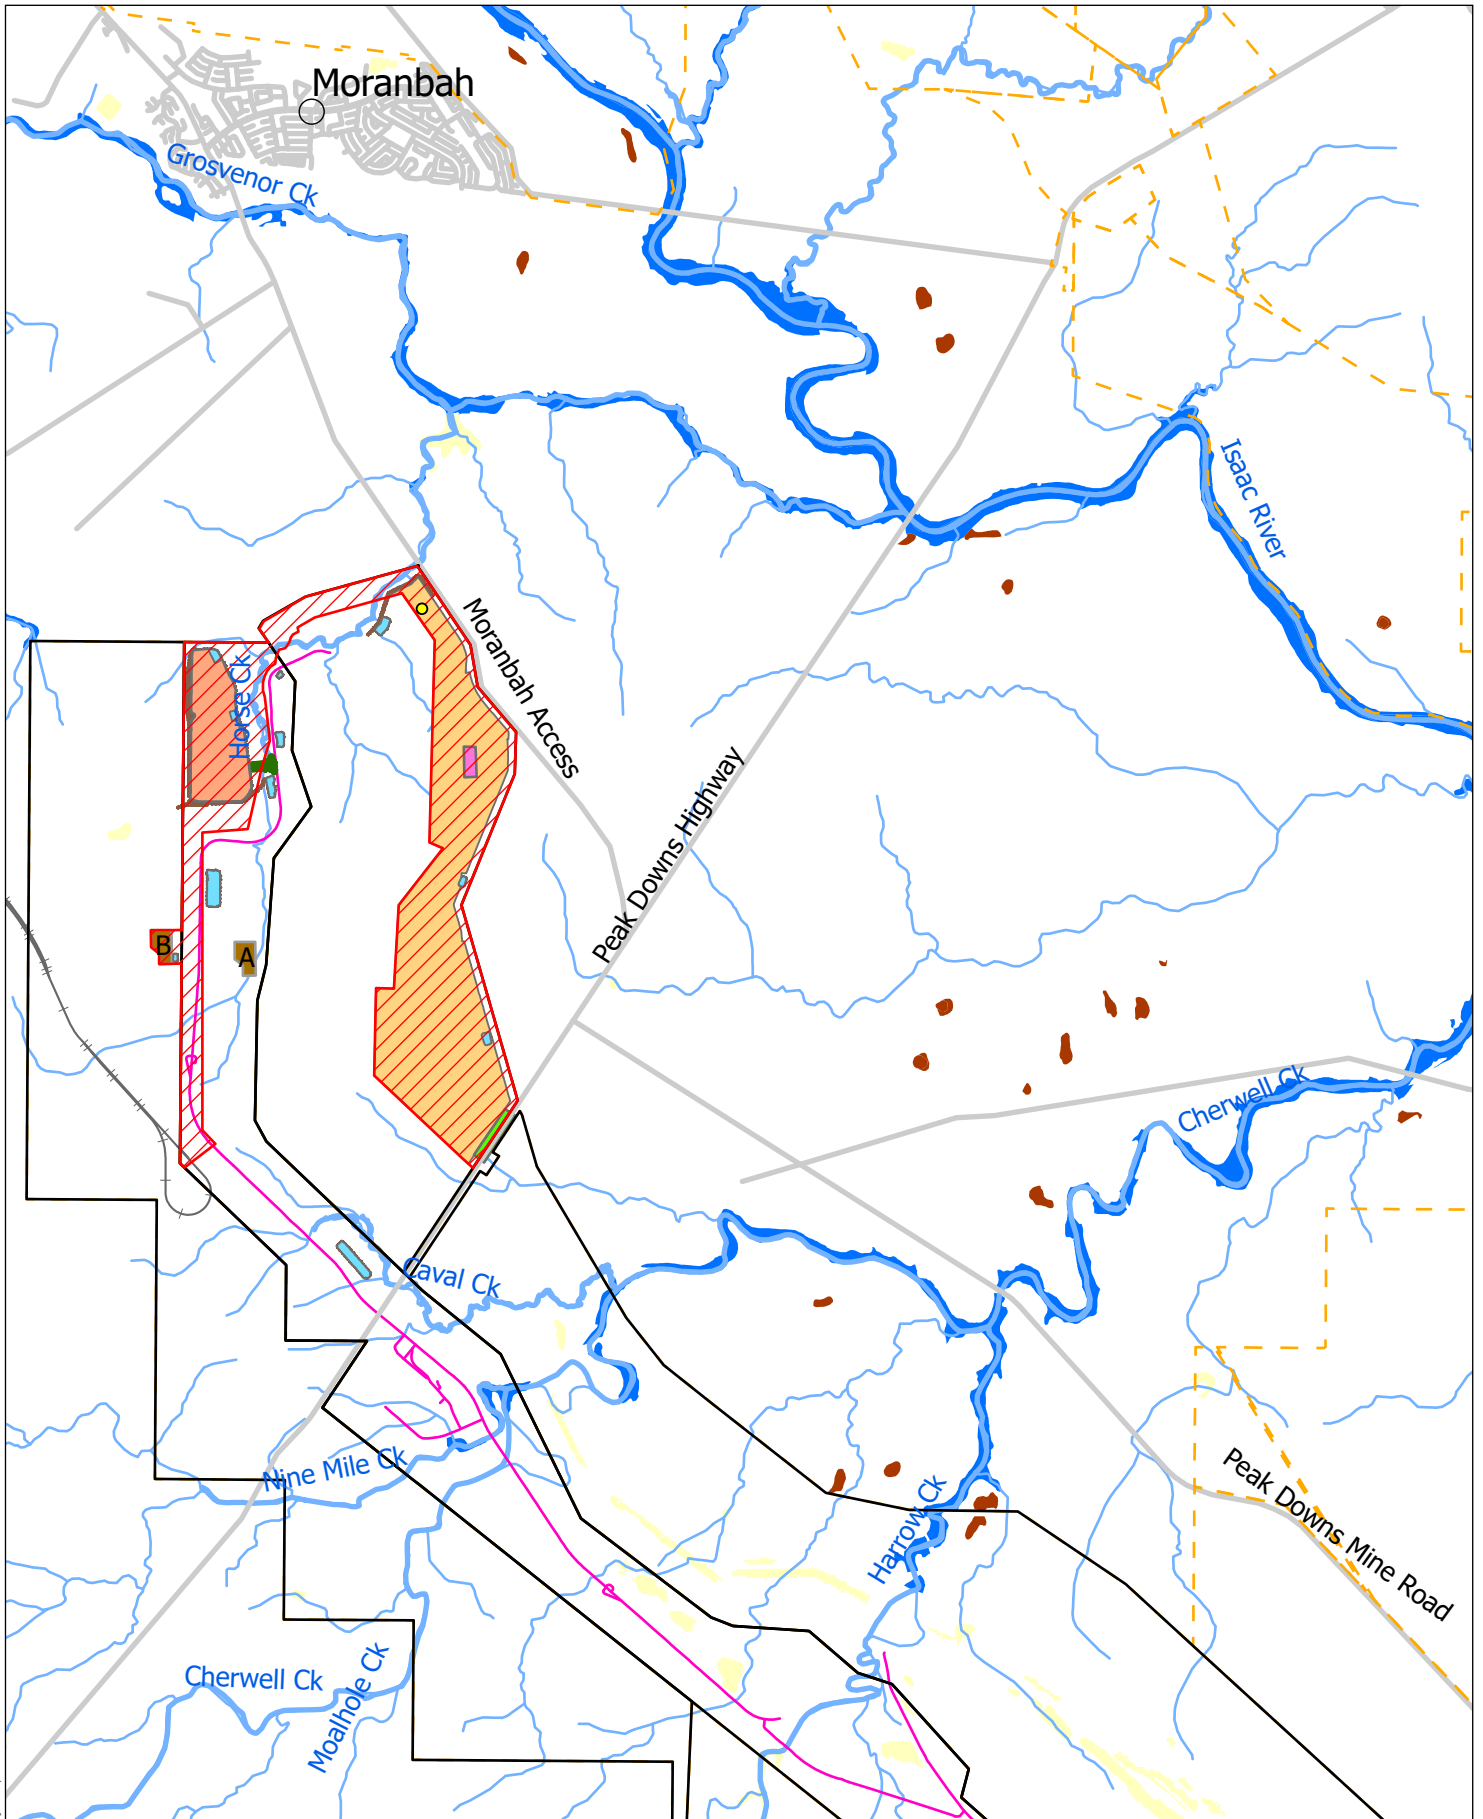 Moranbah
Grosvenor Ck
Isaac River
Moranbah Access
Horse Ck
Peak Downs Highway
B
A
Cherwell Ck
Caval Ck
Nine Mile Ck
Harrow Ck
Peak Downs Mine Road
Cherwell Ck
Moalhole Ck